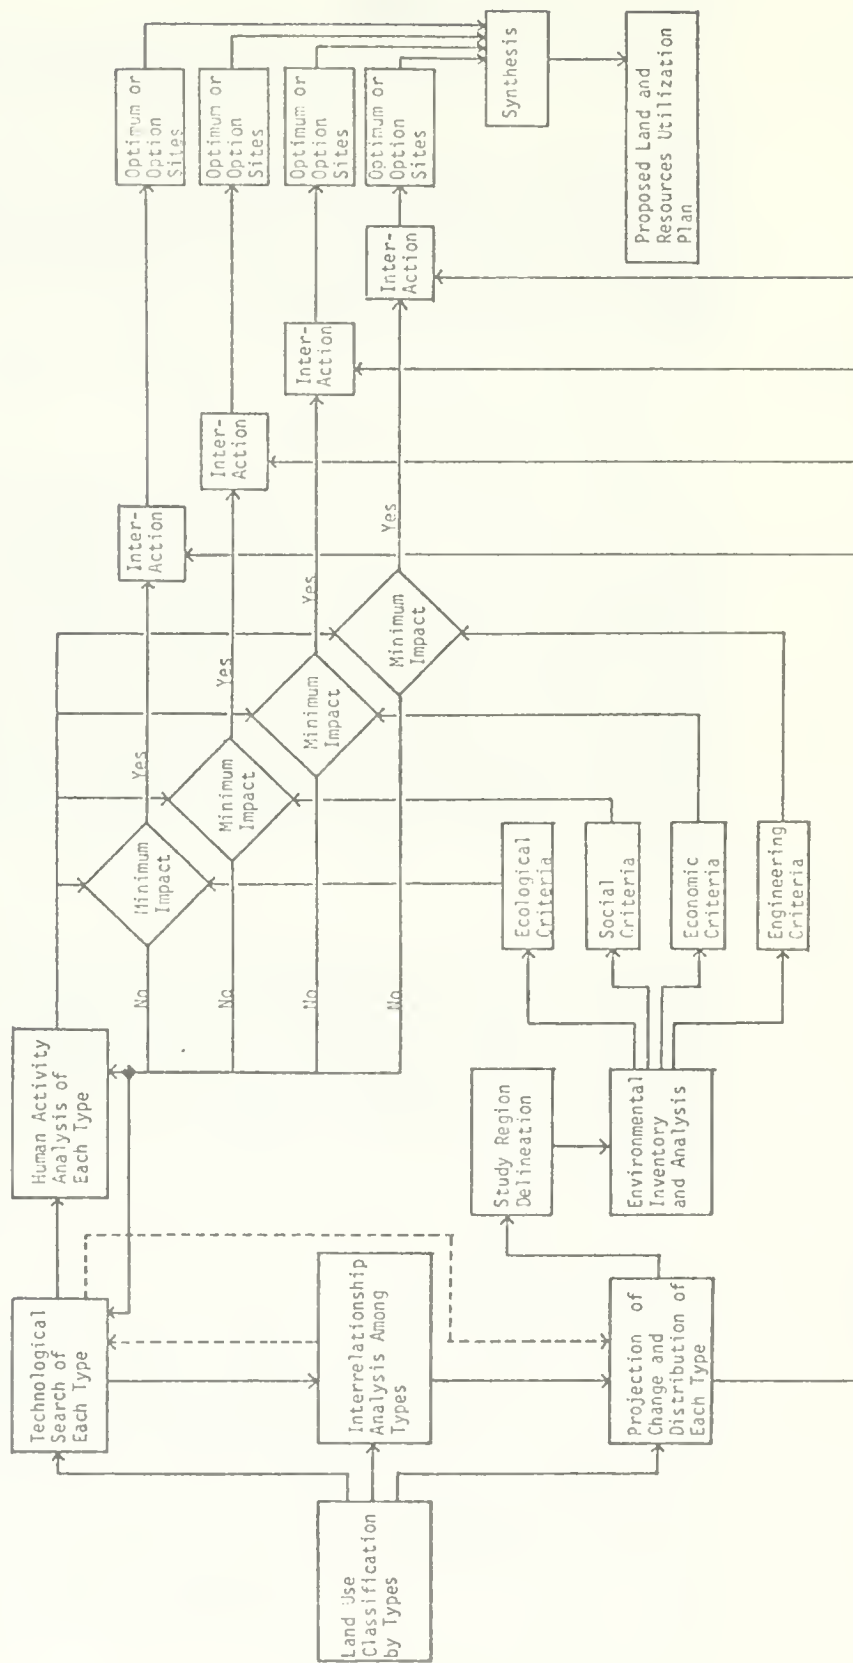 Land Use
Classification
by Types
Technological
Search of
Each Type
Interrelationship
Analysis Among
Types
Projection of
Change and
Distribution of
Each Type
Human Activity
Analysis of
Each Type
Study Region
Delineation
Environmental
Inventory
and Analysis
Ecological
Criteria
Social
Criteria
Economic
Criteria
Engineering
Criteria
No
No
No
No
Minimum
Impact
Minimum
Impact
Minimum
Impact
Minimum
Impact
Yes
Yes
Yes
Yes
Inter-
Action
Inter-
Action
Inter-
Action
Inter-
Action
Optimum or
Option
Sites
Optimum or
Option
Sites
Optimum or
Option
Sites
Optimum or
Option
Sites
Synthesis
Proposed Land and
Resources Utilization
Plan